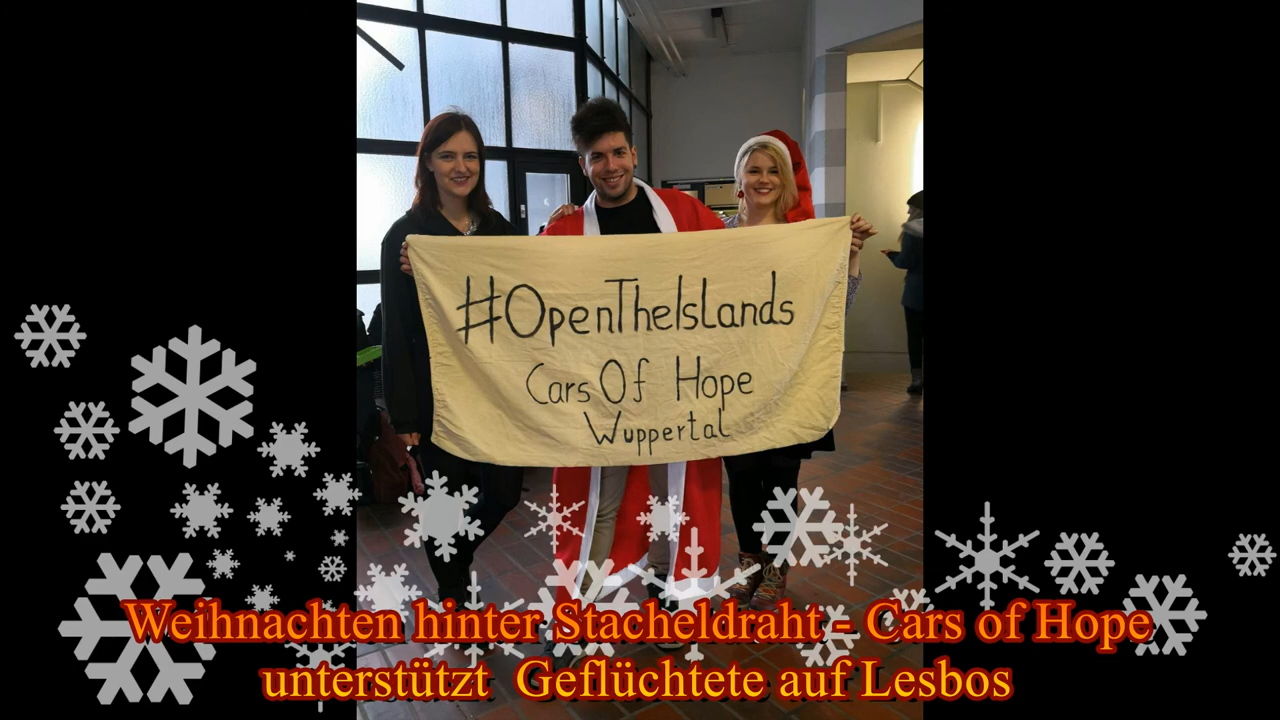 #OpenTheIslands
Cars Of Hope
Wuppertal
Weihnachten hinter Stacheldraht - Cars of Hope
unterstützt Geflüchtete auf Lesbos